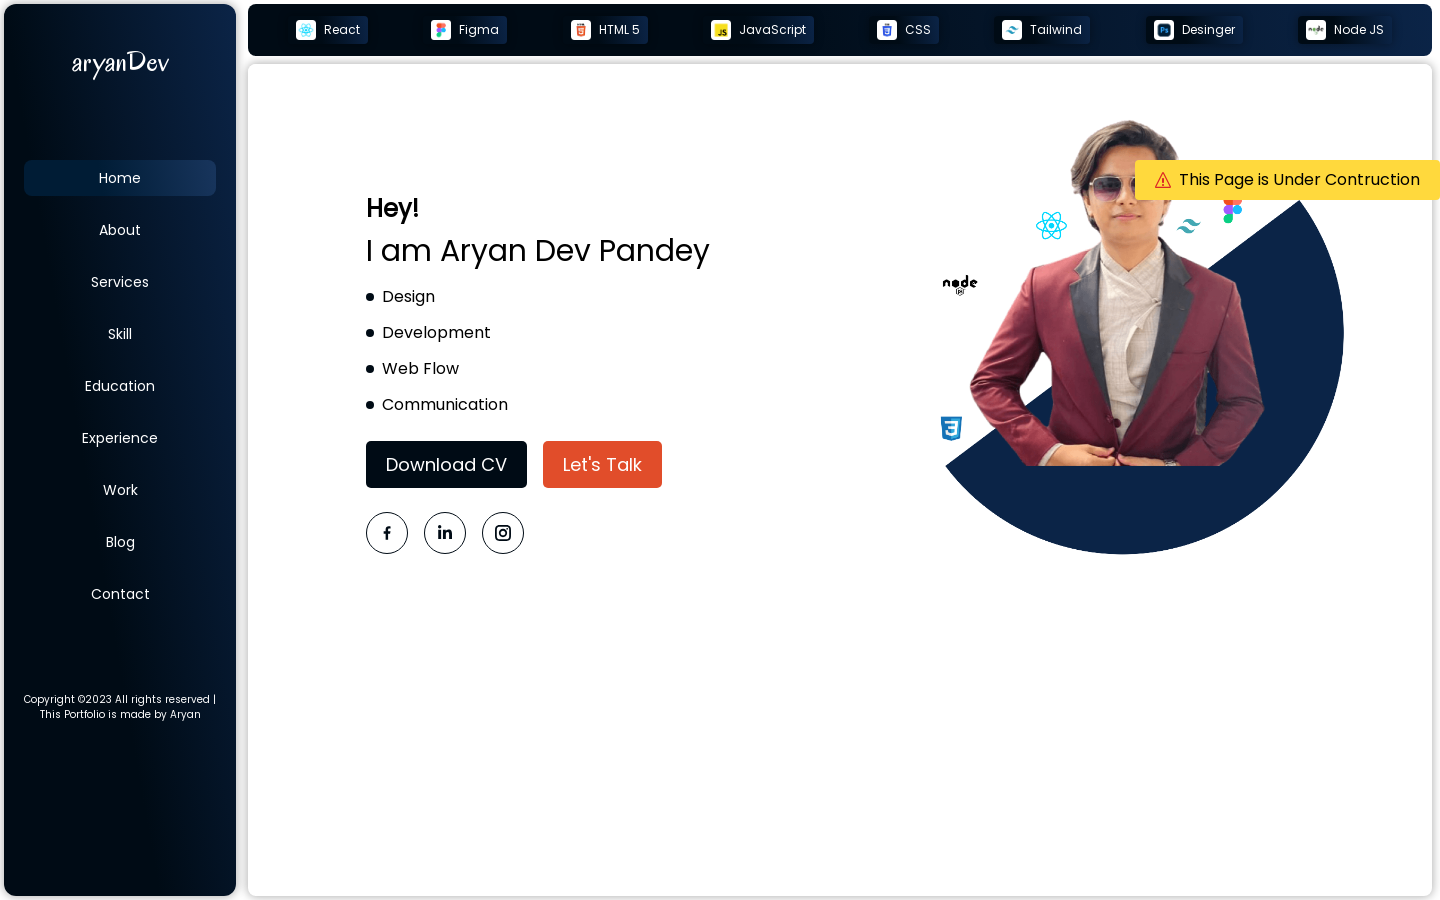 aryanDev
Home
About
Services
Skill
Education
Experience
Work
Blog
Contact
Copyright ©2023 All rights reserved |
This Portfolio is made by Aryan
React
Figma
HTML 5
JavaScript
CSS
Tailwind
Desinger
Node JS
This Page is Under Contruction
Hey!
I am Aryan Dev Pandey
Design
Development
Web Flow
Communication
Download CV
Let's Talk
node